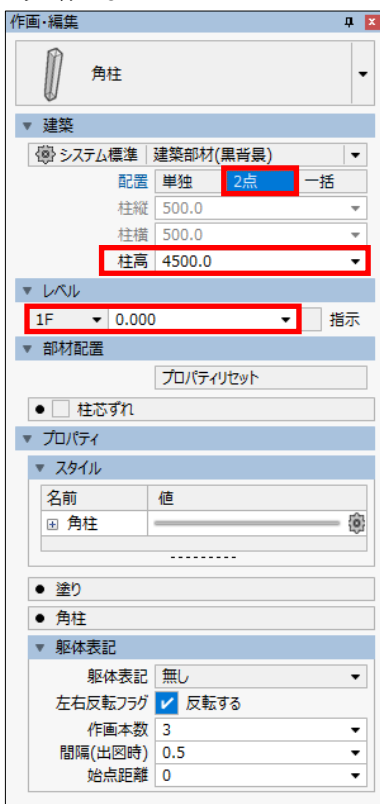 作画・編集
角柱
建築
システム標準 建築部材(黒背景)
配置 単独 2点 一括
柱縦 500.0
柱横 500.0
柱高 4500.0
レベル
1F 0.000 指示
部材配置
プロパティリセット
柱芯ずれ
プロパティ
スタイル
名前 値
角柱
塗り
角柱
躯体表記
躯体表記 無し
左右反転フラグ 反転する
作画本数 3
間隔(出図時) 0.5
始点距離 0